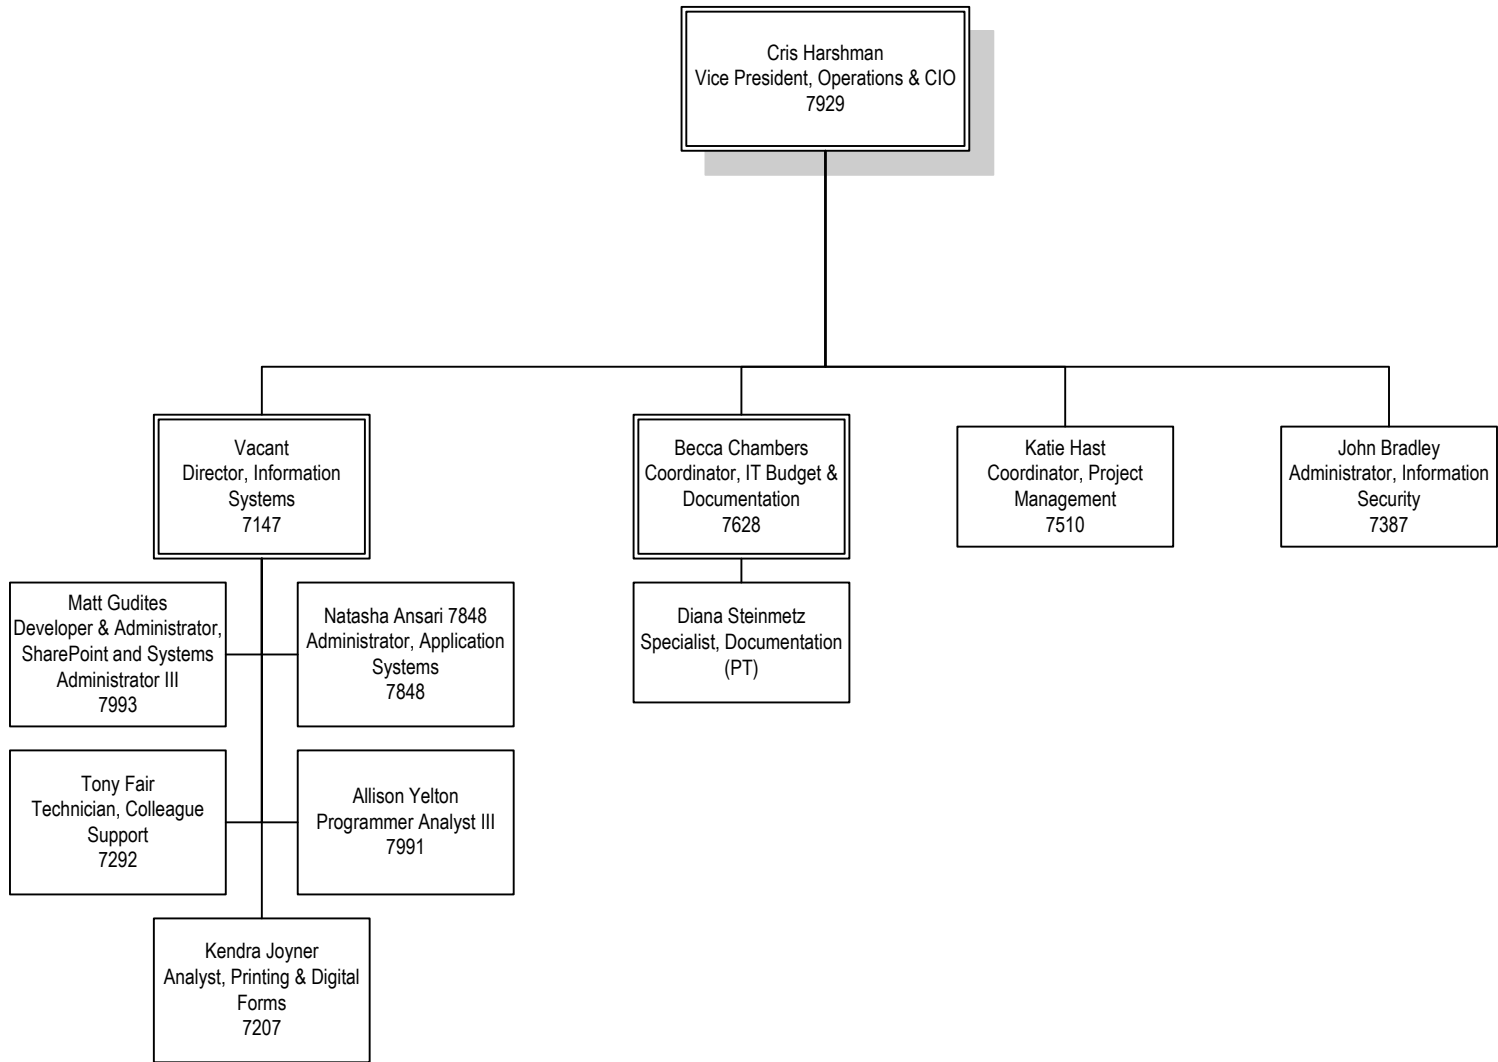 Cris Harshman
Vice President, Operations & CIO
7929
Vacant
Director, Information
Systems
7147
Becca Chambers
Coordinator, IT Budget &
Documentation
7628
Katie Hast
Coordinator, Project
Management
7510
John Bradley
Administrator, Information
Security
7387
Matt Gudites
Developer & Administrator,
SharePoint and Systems
Administrator III
7993
Natasha Ansari 7848
Administrator, Application
Systems
7848
Diana Steinmetz
Specialist, Documentation
(PT)
Tony Fair
Technician, Colleague
Support
7292
Allison Yelton
Programmer Analyst III
7991
Kendra Joyner
Analyst, Printing & Digital
Forms
7207